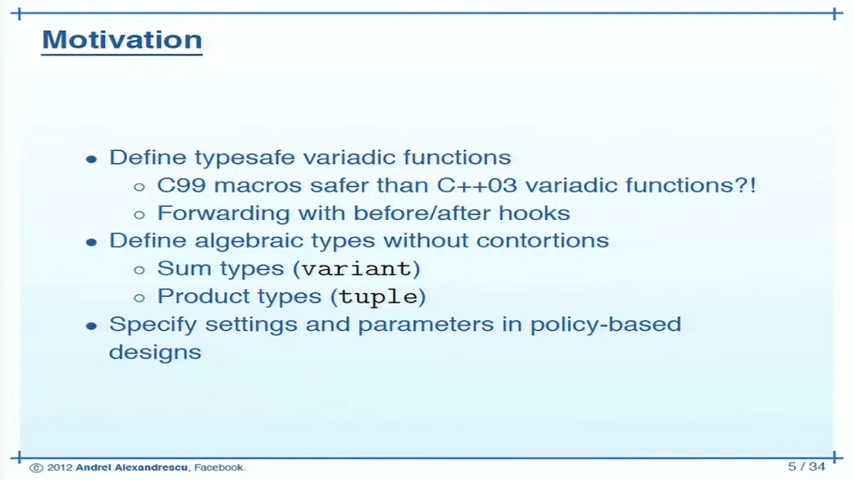 Motivation
● Define typesafe variadic functions
○ C99 macros safer than C++03 variadic functions?!
○ Forwarding with before/after hooks
● Define algebraic types without contortions
○ Sum types (variant)
○ Product types (tuple)
● Specify settings and parameters in policy-based
designs
© 2012 Andrei Alexandrescu, Facebook.
5 / 34